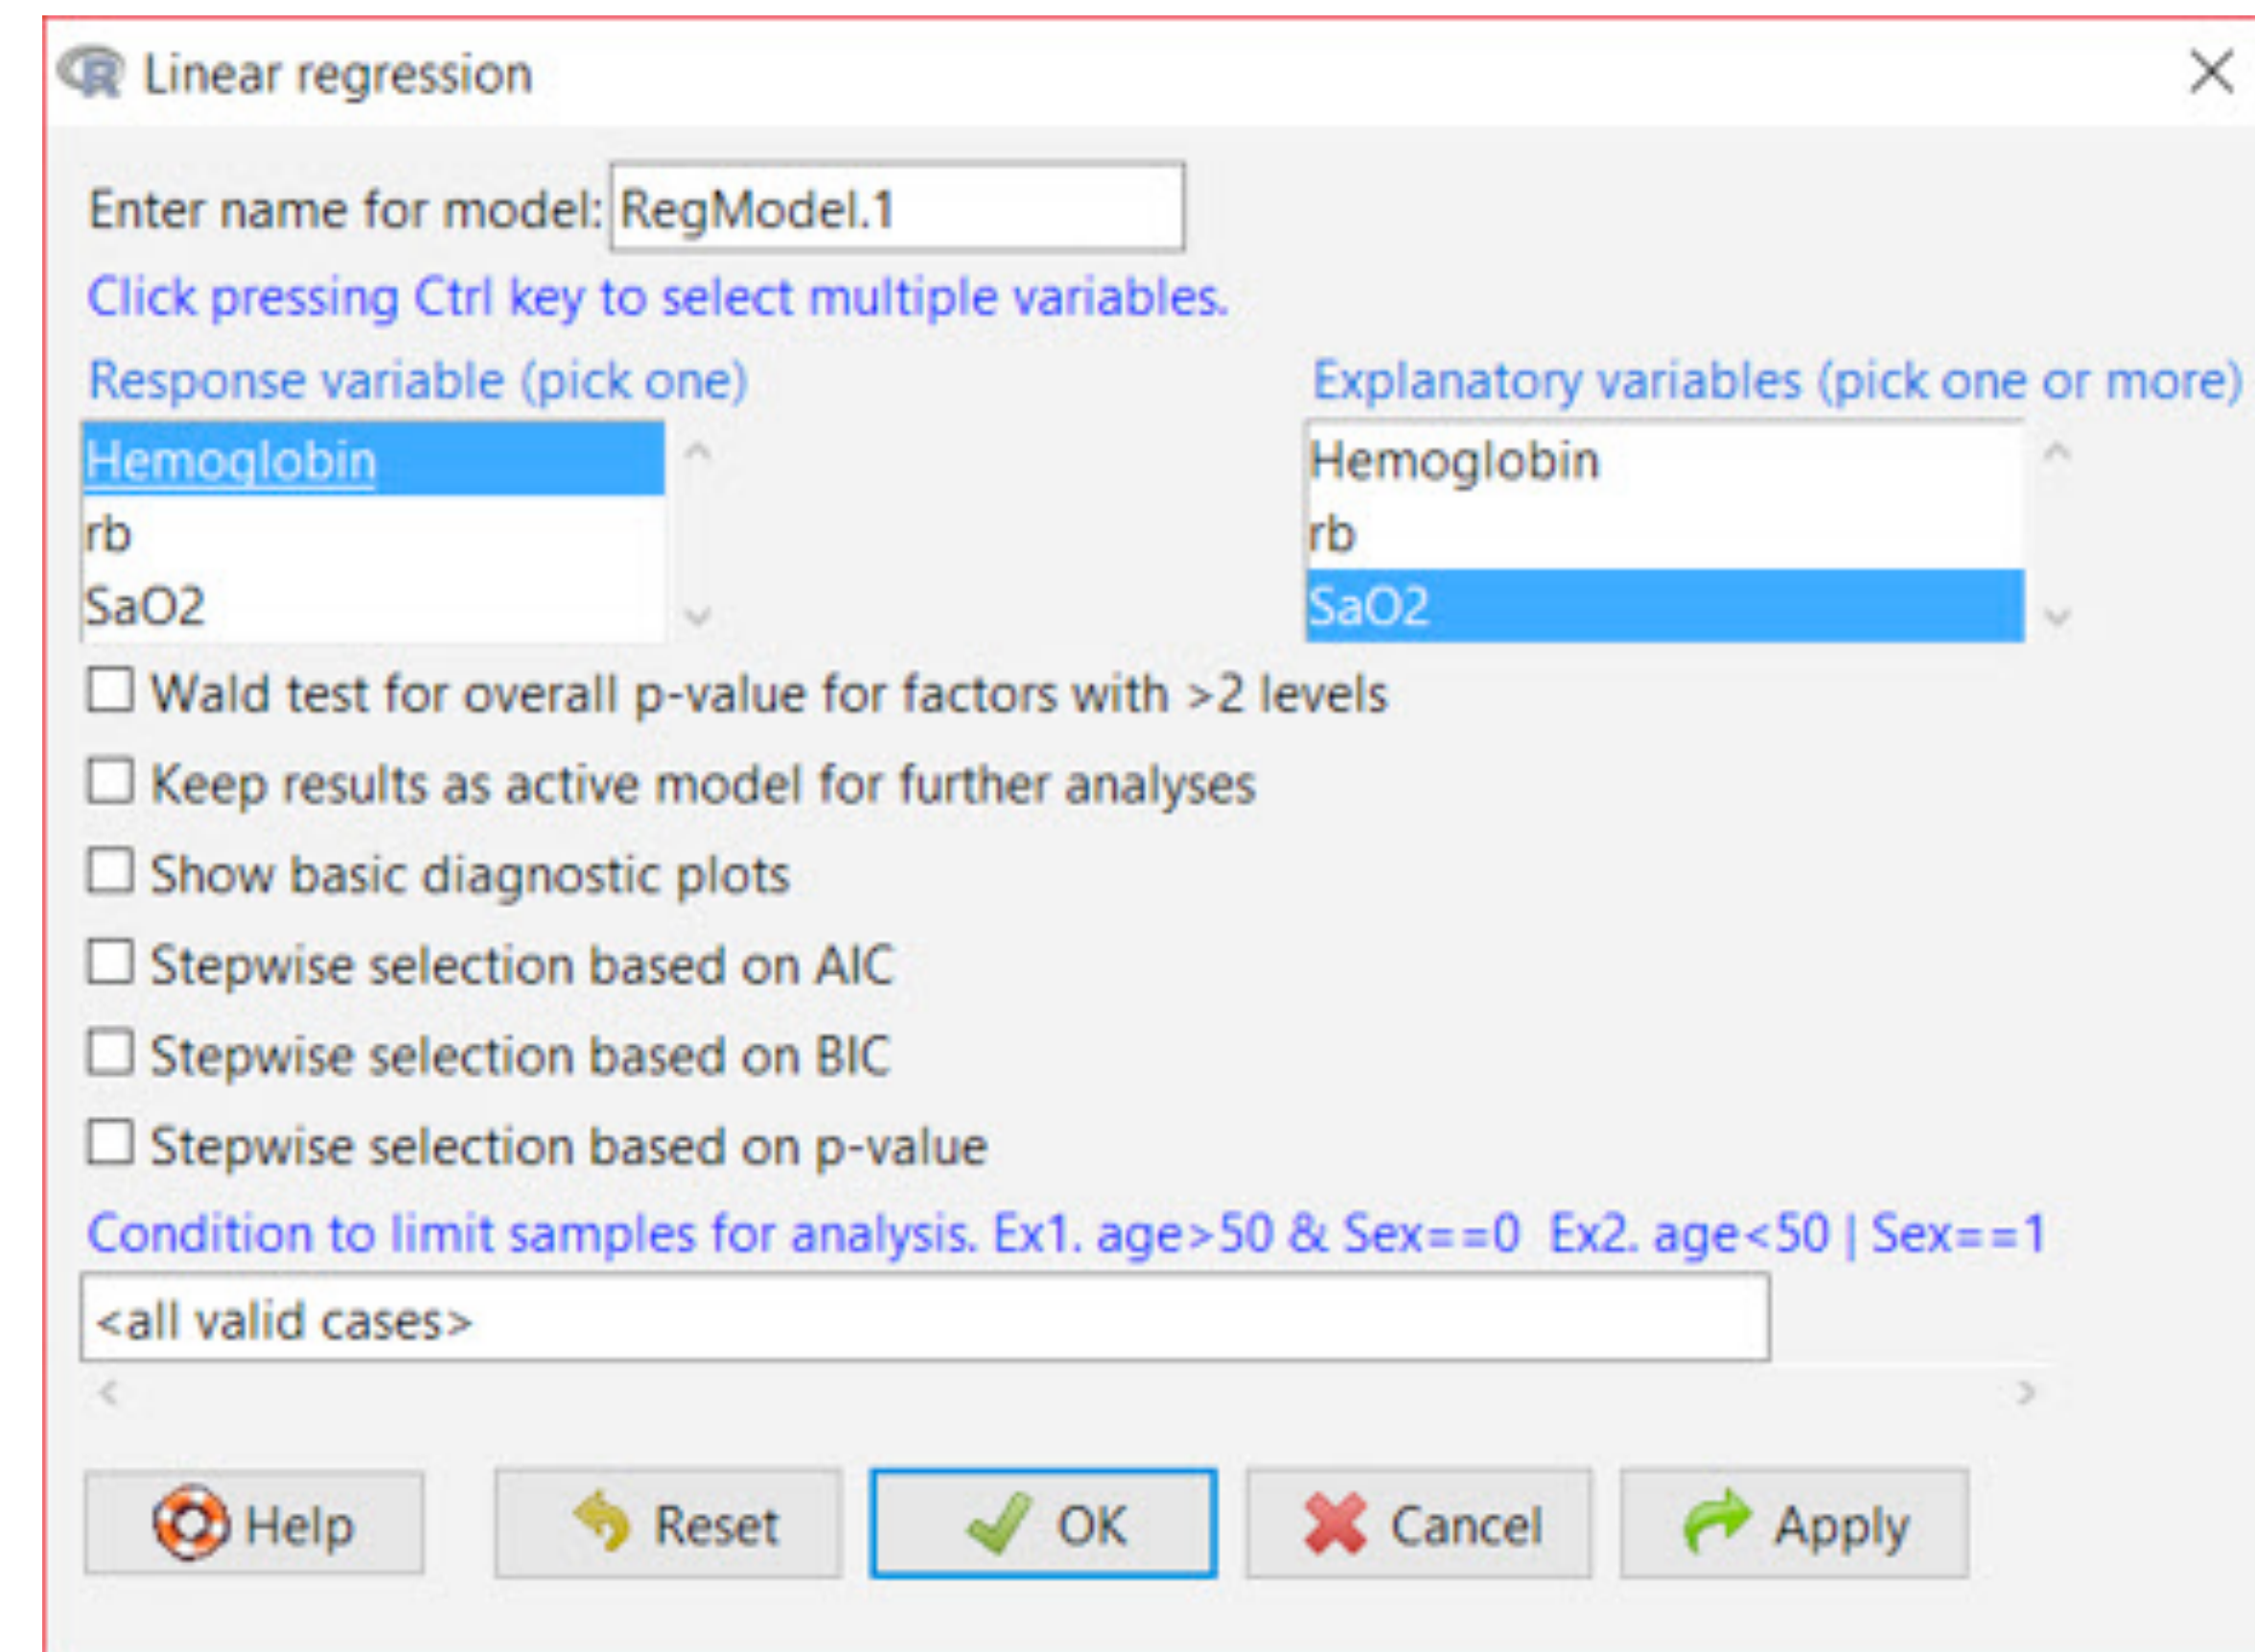 Linear regression
Enter name for model: RegModel.1
Click pressing Ctrl key to select multiple variables.
Response variable (pick one)
Hemoglobin
rb
SaO2
Explanatory variables (pick one or more)
Hemoglobin
rb
SaO2
Wald test for overall p-value for factors with >2 levels
Keep results as active model for further analyses
Show basic diagnostic plots
Stepwise selection based on AIC
Stepwise selection based on BIC
Stepwise selection based on p-value
Condition to limit samples for analysis. Ex1. age>50 & Sex==0 Ex2. age<50 | Sex==1
<all valid cases>
Help Reset OK Cancel Apply